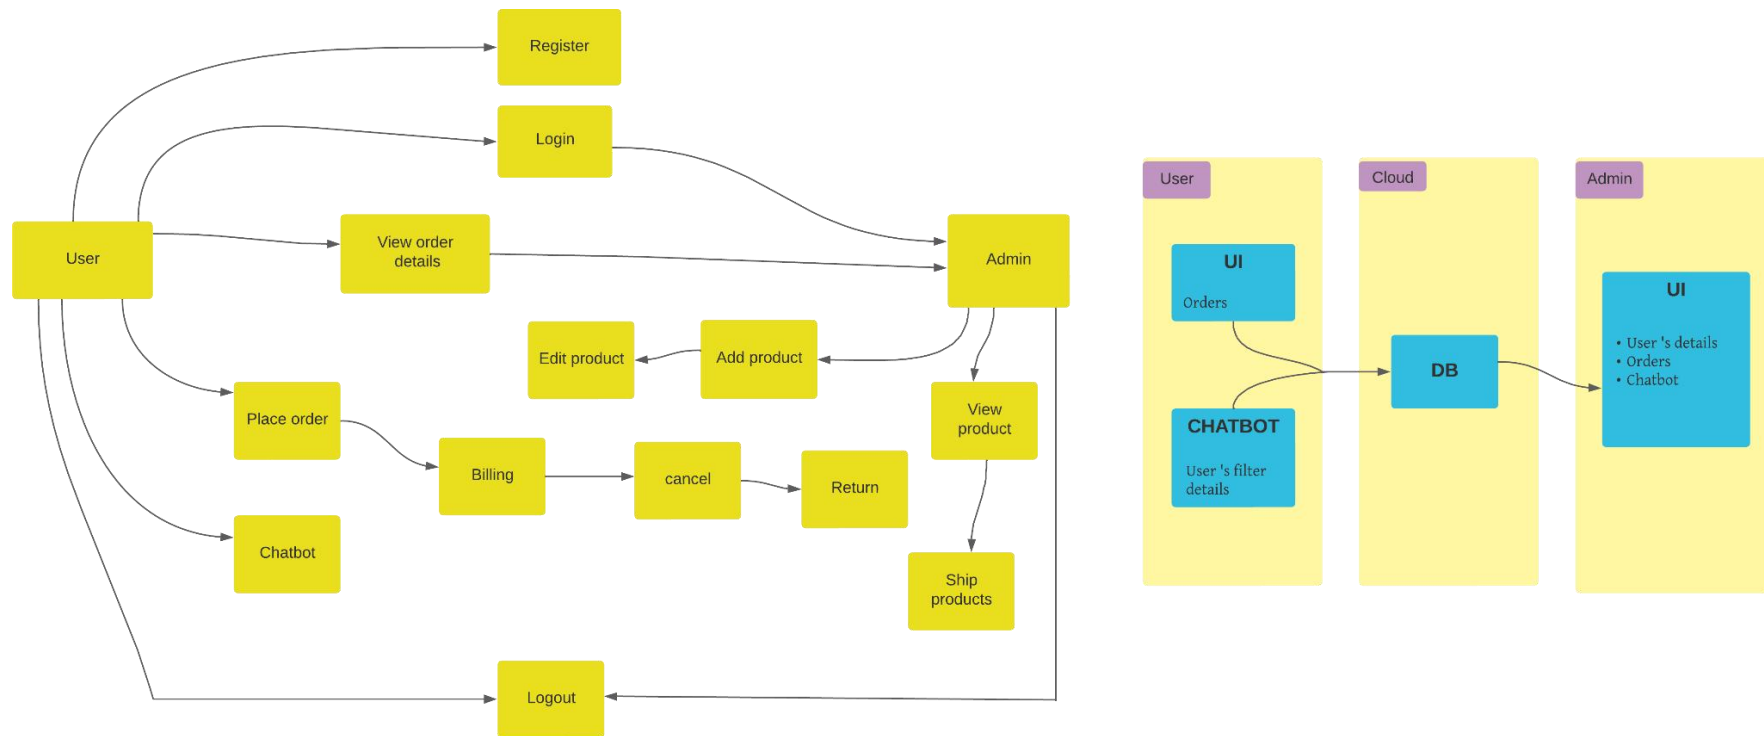 Register
Login
User
View order
details
Admin
Edit product
Add product
View
product
Place order
Billing
cancel
Return
Chatbot
Ship
products
Logout
User
UI
Orders
CHATBOT
User 's filter
details
Cloud
DB
Admin
UI
• User 's details
• Orders
• Chatbot